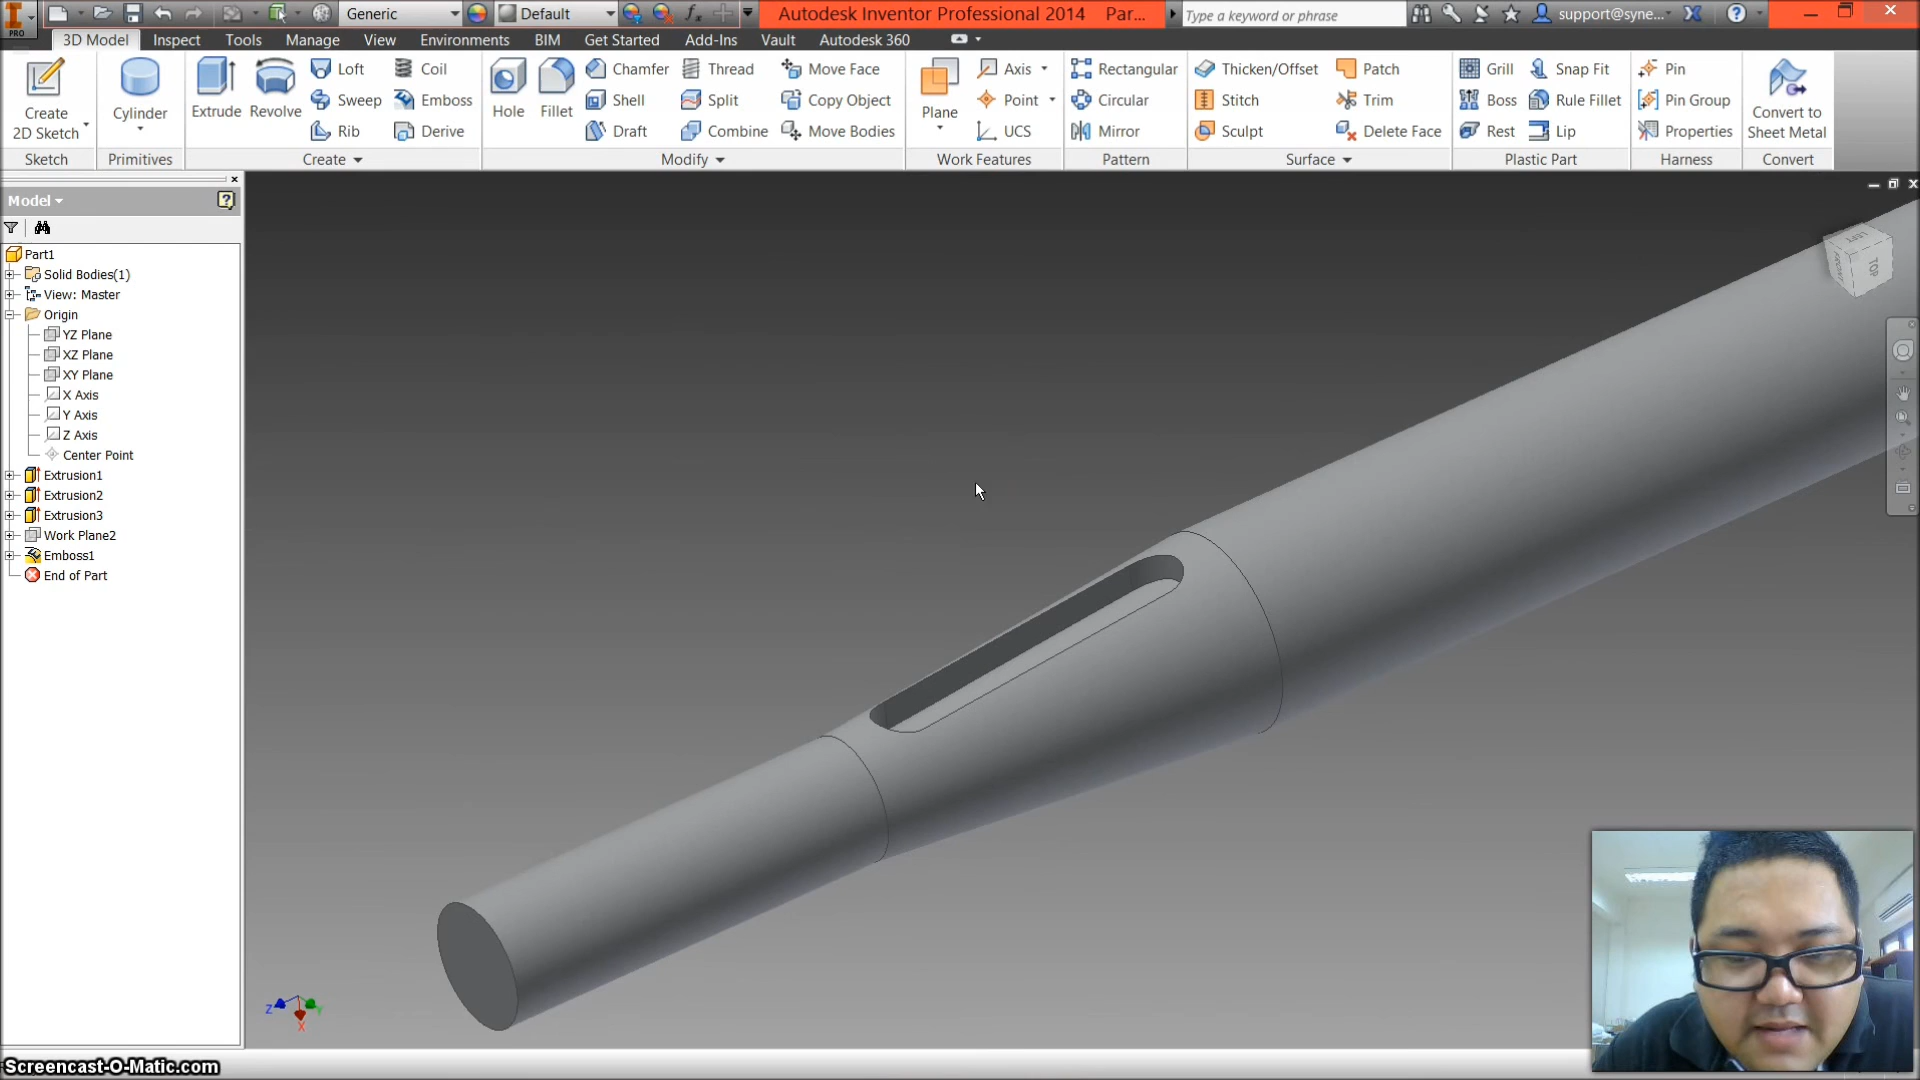 PRO
Generic
Default
Autodesk Inventor Professional 2014 Par...
Type a keyword or phrase
support@syne...
3D Model Inspect Tools Manage View Environments BIM Get Started Add-Ins Vault Autodesk 360
Create
2D Sketch
Sketch
Cylinder
Primitives
Extrude
Revolve
Loft
Sweep
Rib
Coil
Emboss
Derive
Create
Hole
Fillet
Chamfer
Shell
Draft
Thread
Split
Combine
Move Face
Copy Object
Move Bodies
Modify
Plane
Axis
Point
UCS
Work Features
Rectangular
Circular
Mirror
Pattern
Thicken/Offset
Stitch
Sculpt
Patch
Trim
Delete Face
Surface
Grill
Boss
Rest
Snap Fit
Rule Fillet
Lip
Plastic Part
Pin
Pin Group
Properties
Harness
Convert to
Sheet Metal
Convert
Model
Part1
Solid Bodies(1)
View: Master
Origin
YZ Plane
XZ Plane
XY Plane
X Axis
Y Axis
Z Axis
Center Point
Extrusion1
Extrusion2
Extrusion3
Work Plane2
Emboss1
End of Part
LEFT
FRONT
TOP
Z
Y
X
Screencast-O-Matic.com